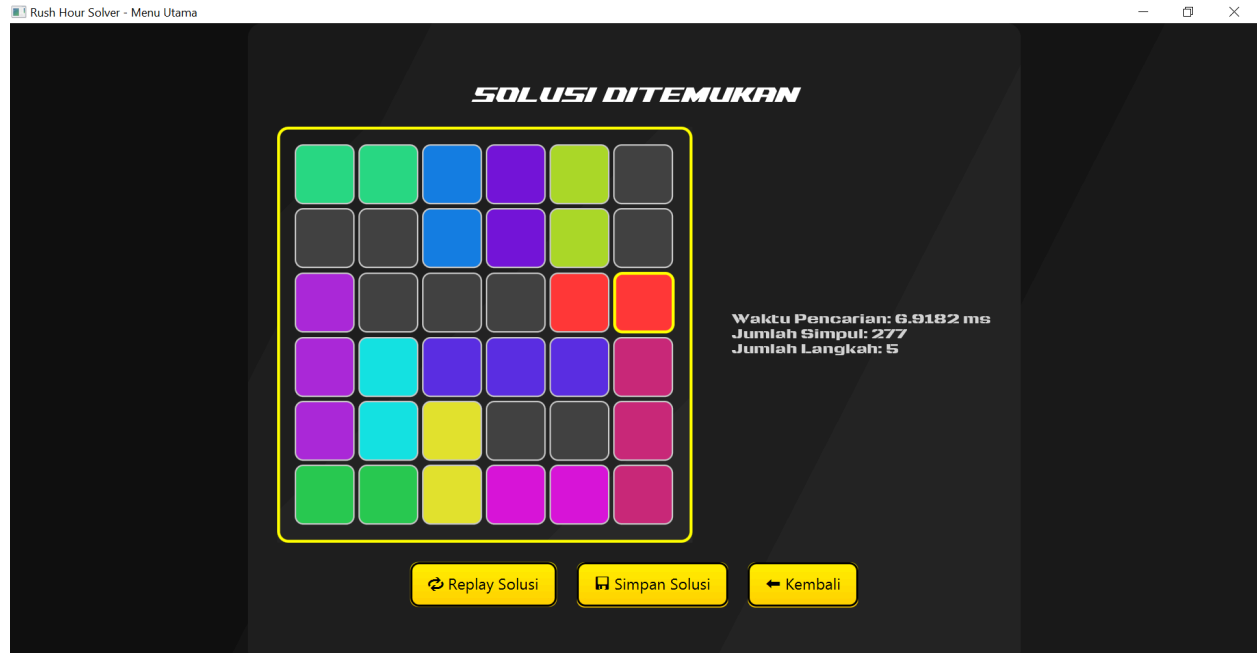 Rush Hour Solver - Menu Utama
SOLUSI DITEMUKAN
Waktu Pencarian: 6.9182 ms
Jumlah Simpul: 277
Jumlah Langkah: 5
Replay Solusi
Simpan Solusi
Kembali